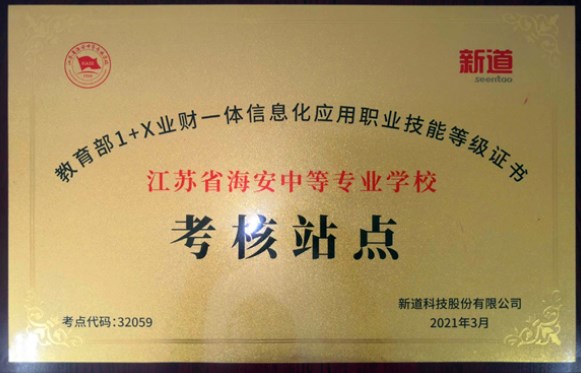 新道
seentao
教育部1+X业财一体信息化应用职业技能等级证书
江苏省海安中等专业学校
考核站点
考点代码:32059
新道科技股份有限公司
2021年3月